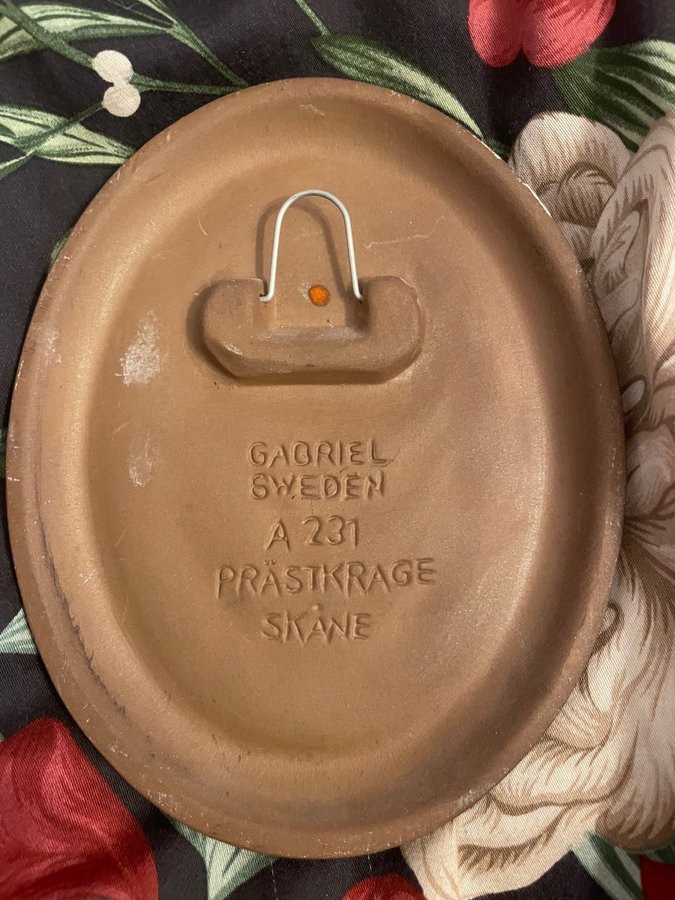 GABRIEL
SWEDEN
A 231
PRÄSTKRAGE
SKÅNE